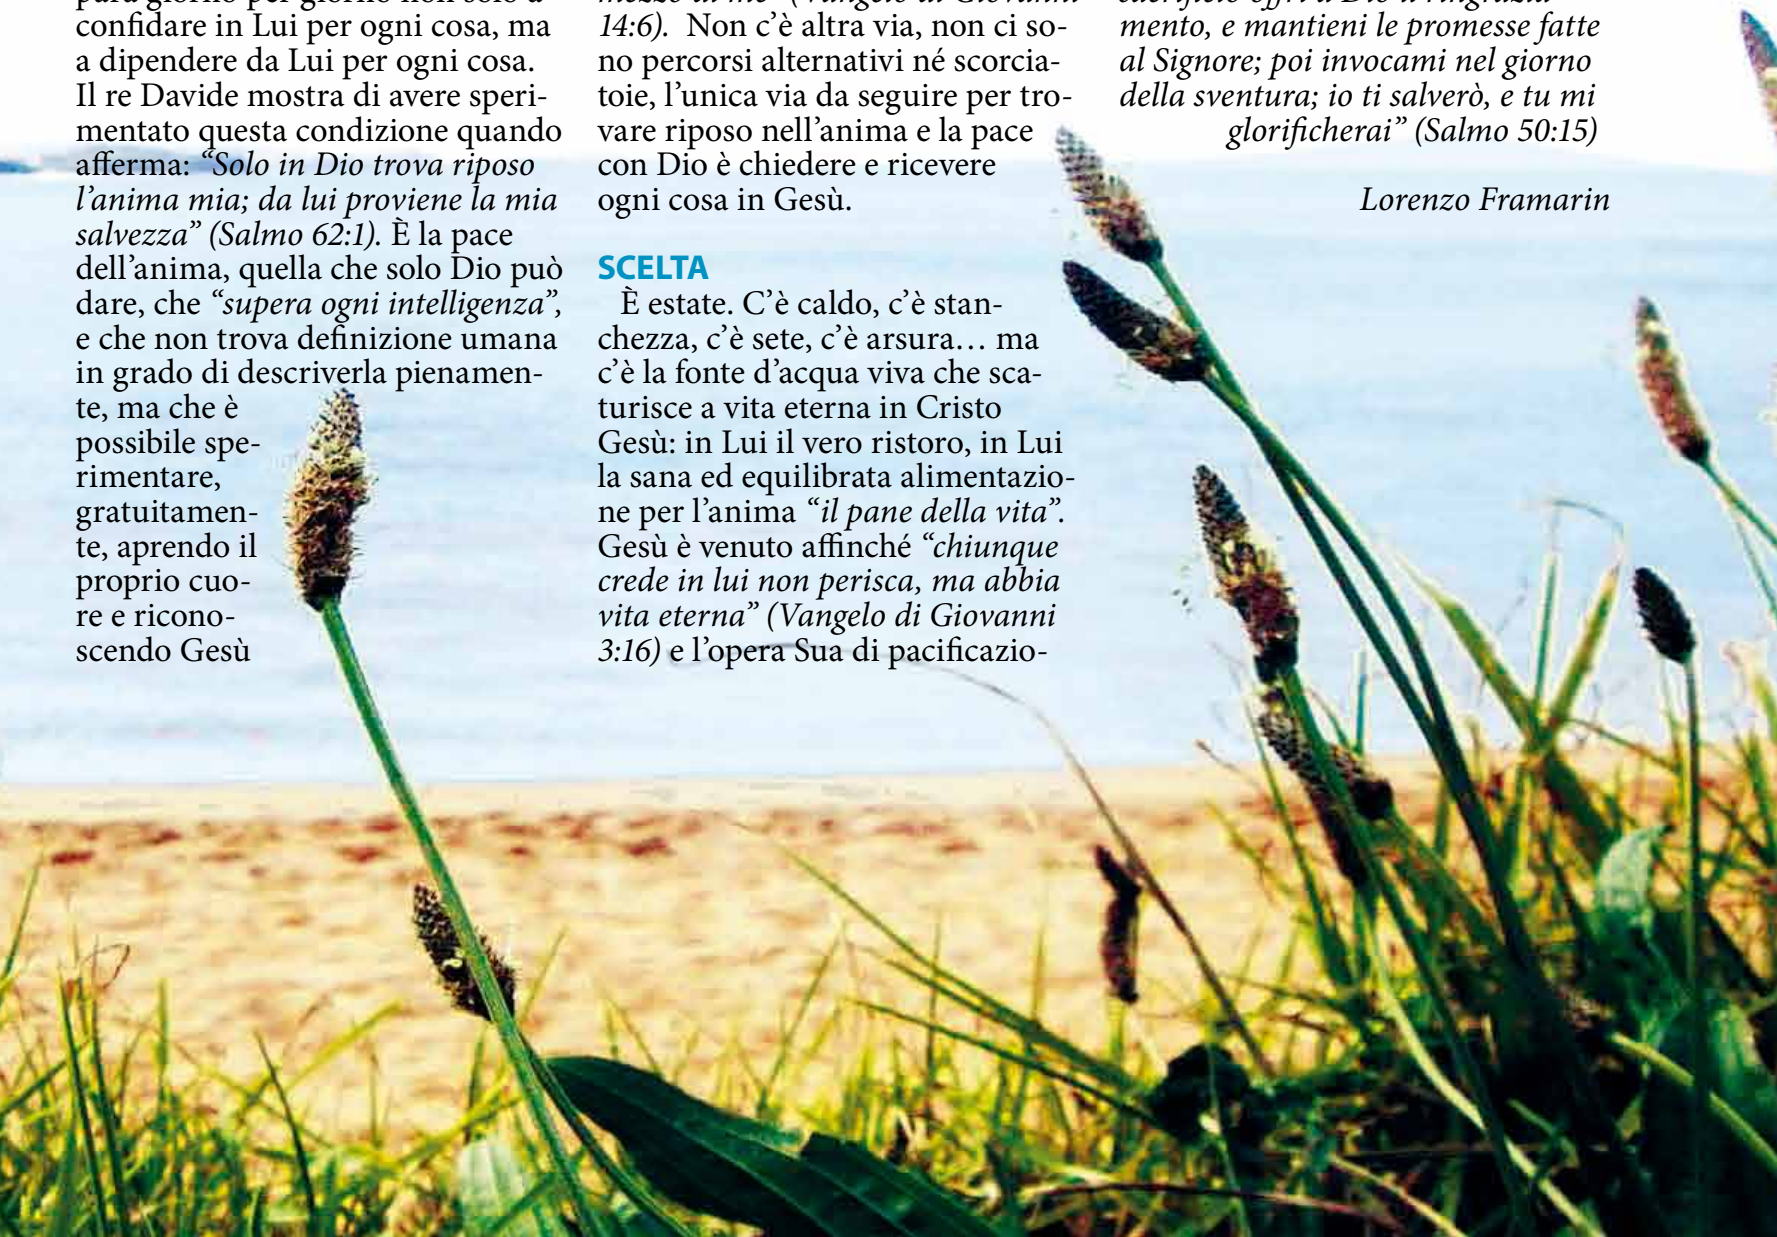 confidare in Lui per ogni cosa, ma
a dipendere da Lui per ogni cosa.
Il re Davide mostra di avere speri-
mentato questa condizione quando
afferma: “Solo in Dio trova riposo
l’anima mia; da lui proviene la mia
salvezza” (Salmo 62:1). È la pace
dell’anima, quella che solo Dio può
dare, che “supera ogni intelligenza”,
e che non trova definizione umana
in grado di descriverla pienamen-
te, ma che è
possibile spe-
rimentare,
gratuitamen-
te, aprendo il
proprio cuo-
re e ricono-
scendo Gesù
14:6). Non c’è altra via, non ci so-
no percorsi alternativi né scorcia-
toie, l’unica via da seguire per tro-
vare riposo nell’anima e la pace
con Dio è chiedere e ricevere
ogni cosa in Gesù.
SCELTA
È estate. C’è caldo, c’è stan-
chezza, c’è sete, c’è arsura… ma
c’è la fonte d’acqua viva che sca-
turisce a vita eterna in Cristo
Gesù: in Lui il vero ristoro, in Lui
la sana ed equilibrata alimentazio-
ne per l’anima “il pane della vita”.
Gesù è venuto affinché “chiunque
crede in lui non perisca, ma abbia
vita eterna” (Vangelo di Giovanni
3:16) e l’opera Sua di pacificazio-
mento, e mantieni le promesse fatte
al Signore; poi invocami nel giorno
della sventura; io ti salverò, e tu mi
glorificherai” (Salmo 50:15)
Lorenzo Framarin